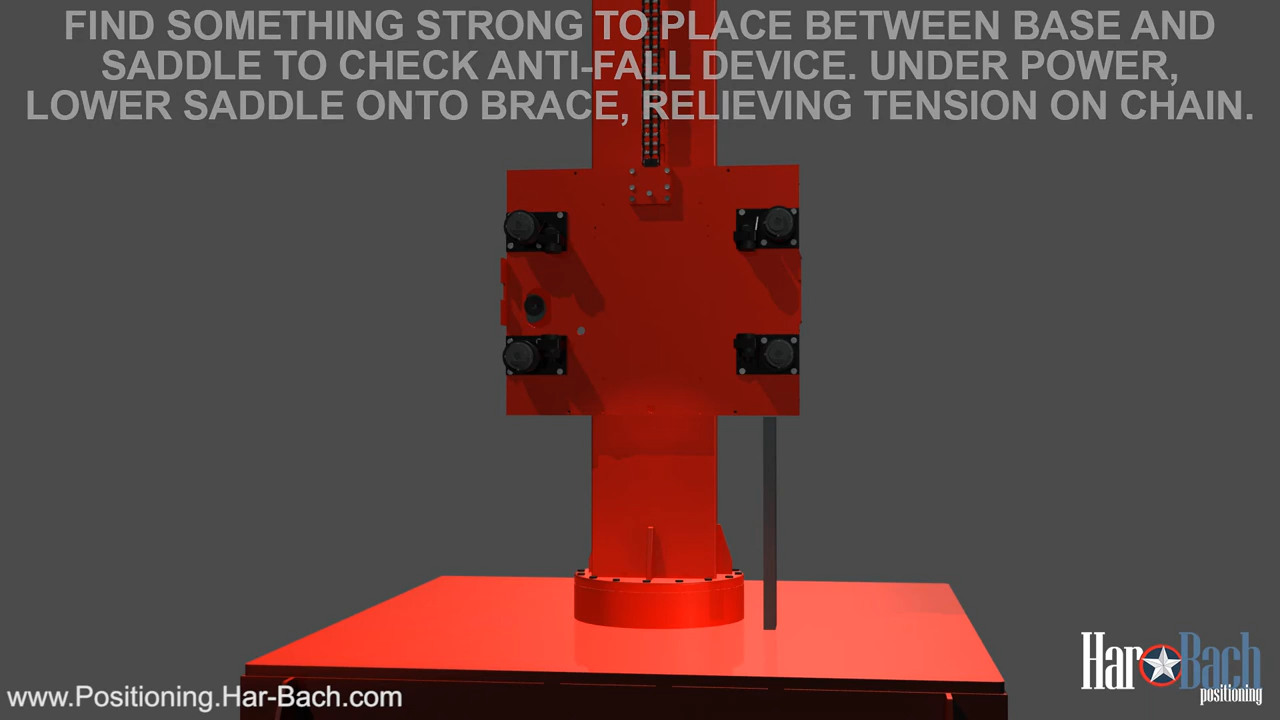 FIND SOMETHING STRONG TO PLACE BETWEEN BASE AND
SADDLE TO CHECK ANTI-FALL DEVICE. UNDER POWER,
LOWER SADDLE ONTO BRACE, RELIEVING TENSION ON CHAIN.
www.Positioning.Har-Bach.com
Har Bach
positioning